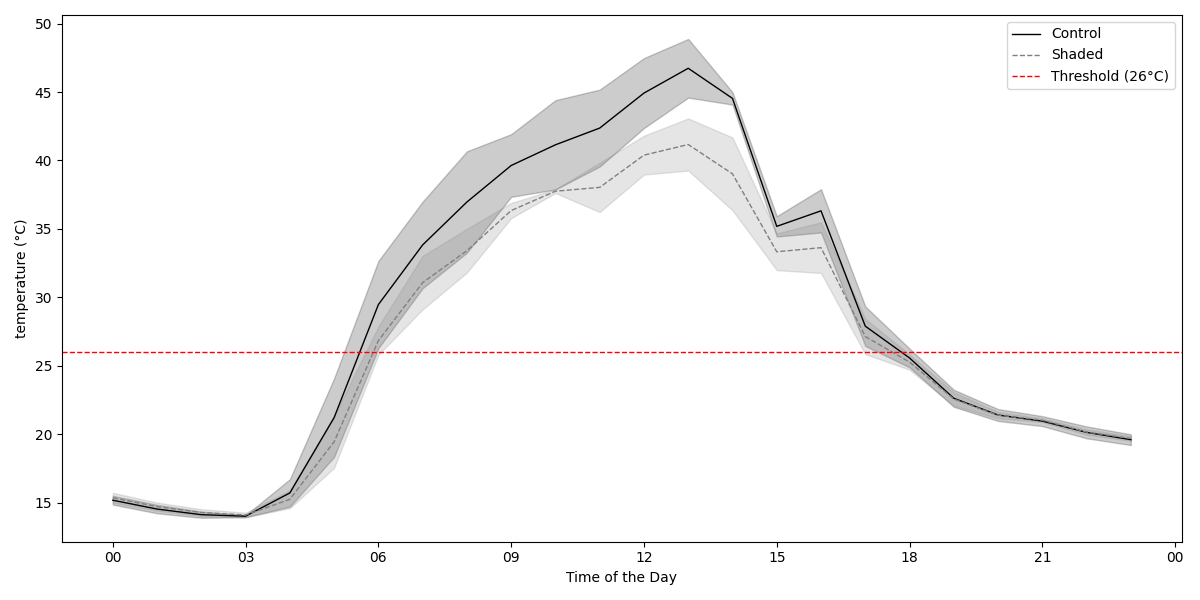 50
45
40
35
30
25
20
15
temperature (°C)
Control
Shaded
Threshold (26°C)
00 03 06 09 12 15 18 21 00
Time of the Day